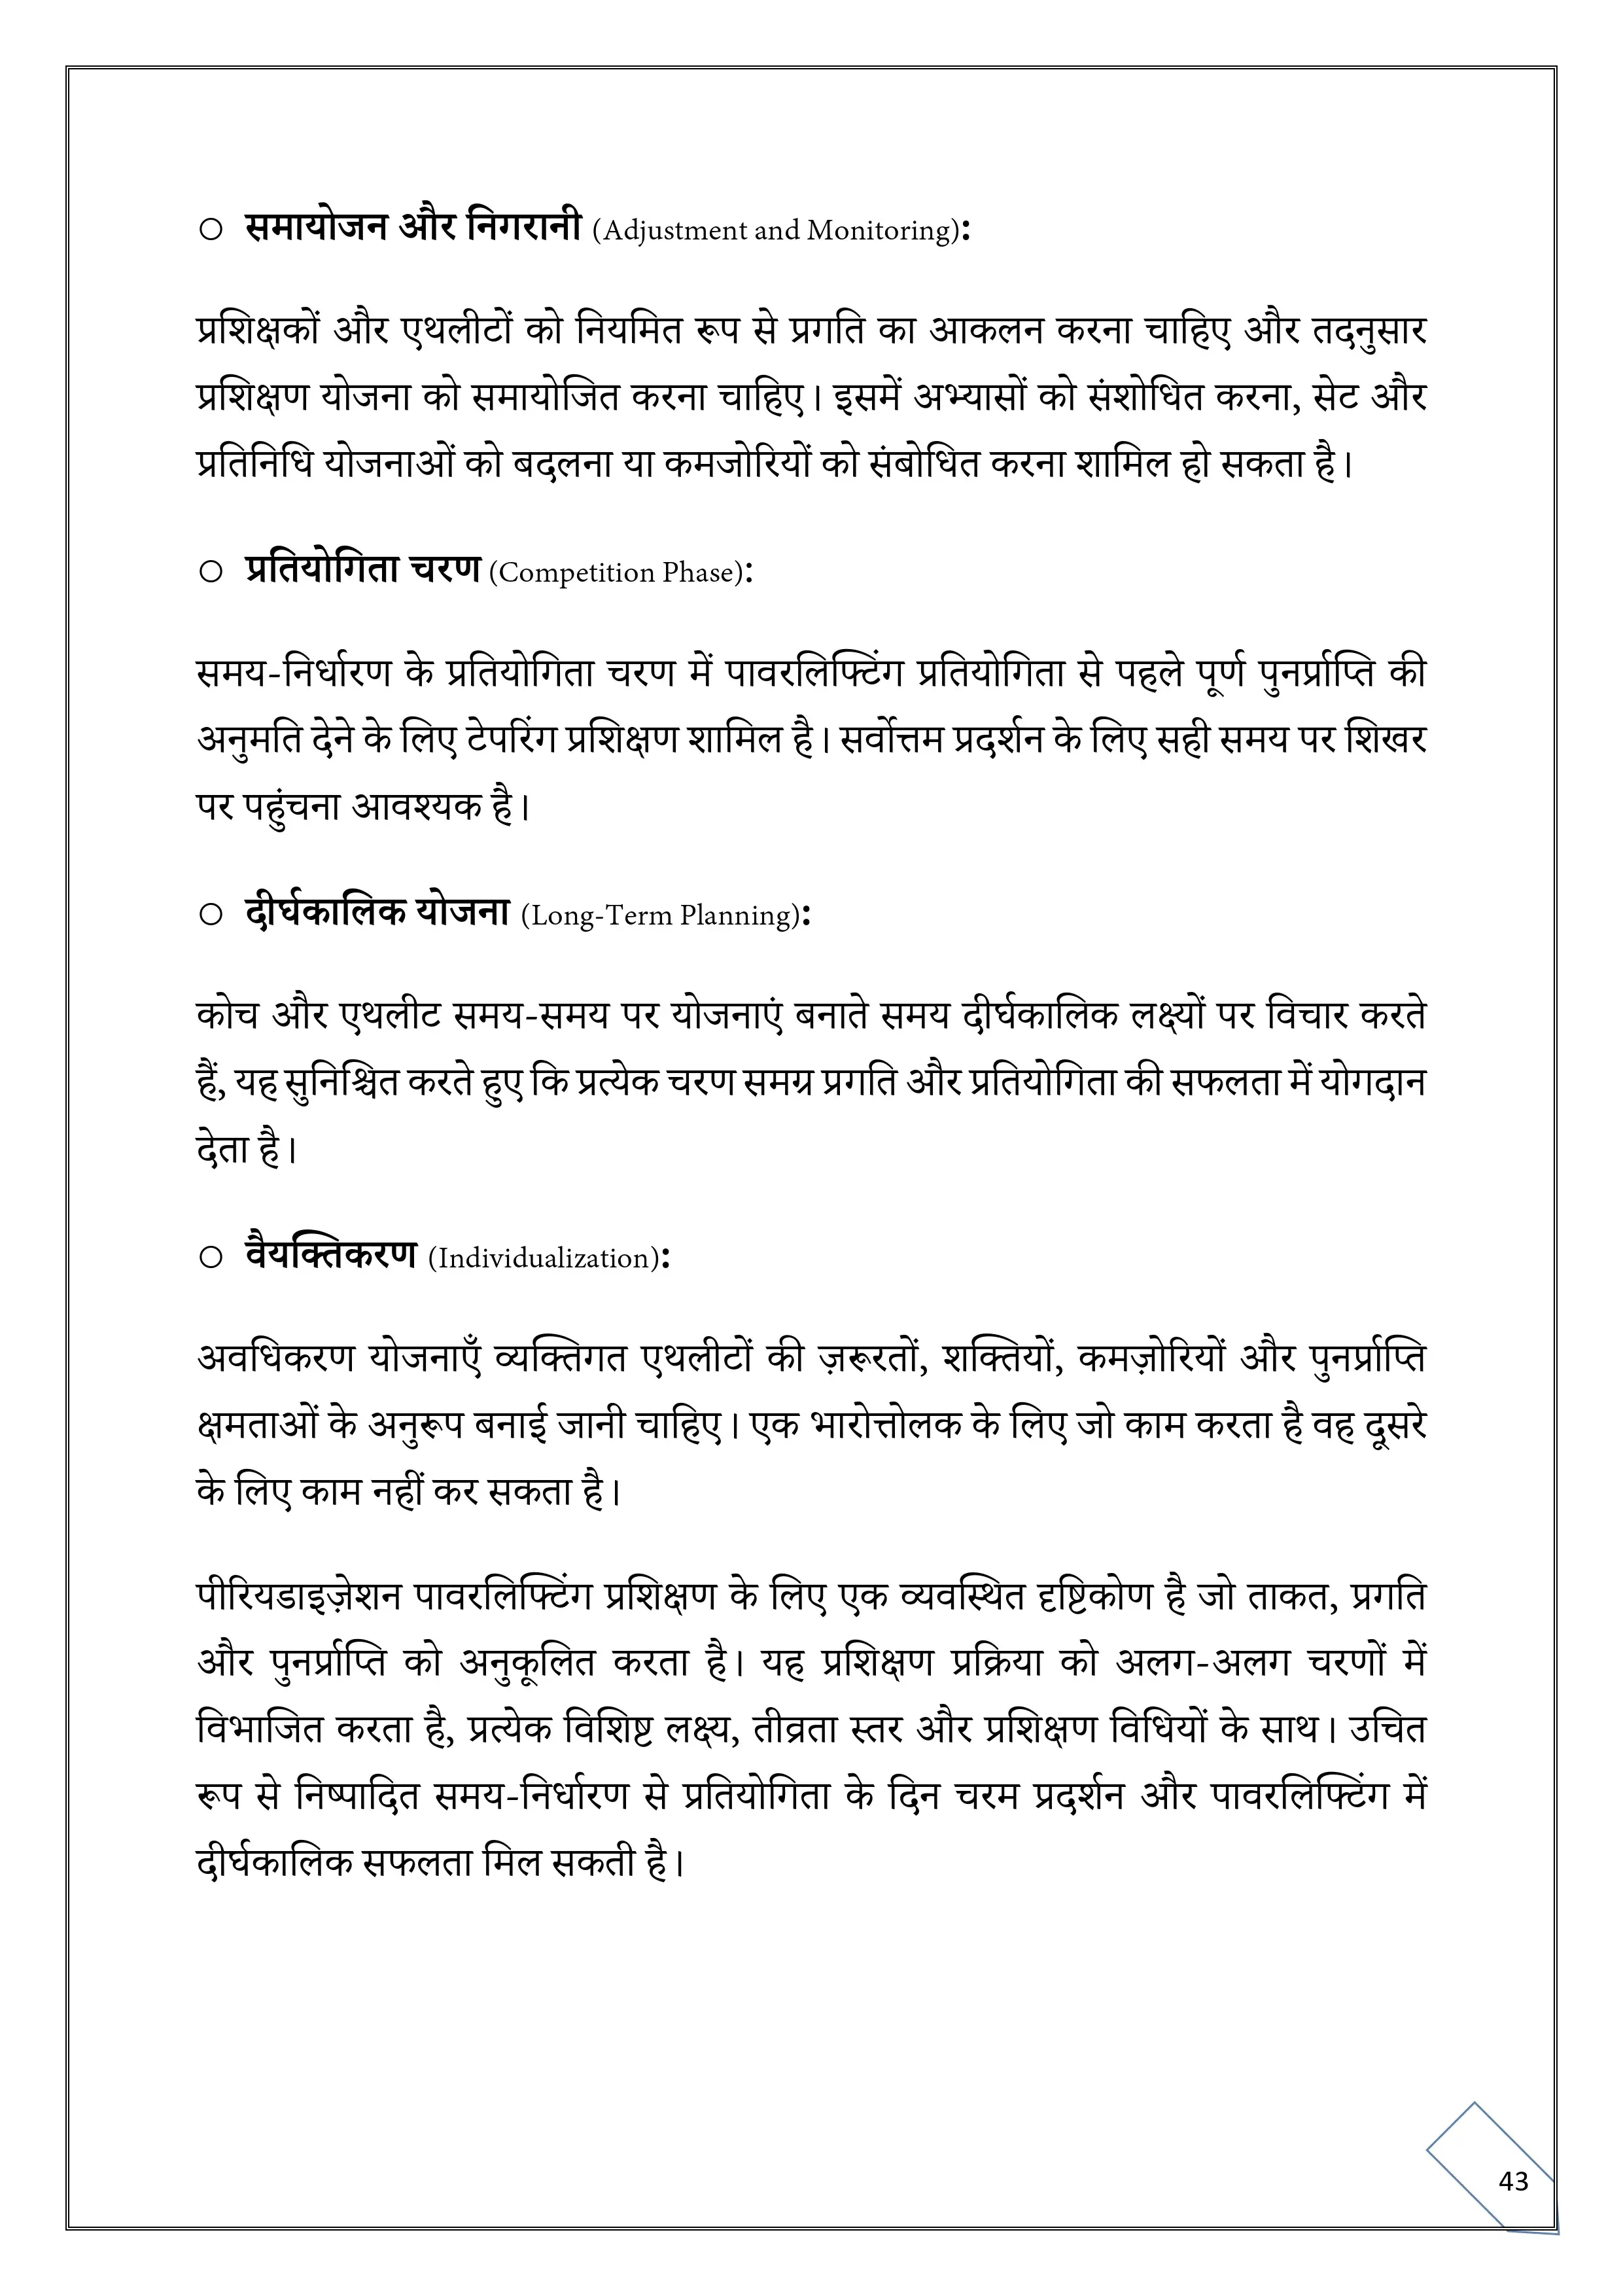 ○ समायोजन और निगरानी (Adjustment and Monitoring):
प्रशिक्षकों और एथलीटों को नियमित रूप से प्रगति का आकलन करना चाहिए और तदनुसार
प्रशिक्षण योजना को समायोजित करना चाहिए। इसमें अभ्यासों को संशोधित करना, सेट और
प्रतिनिधि योजनाओं को बदलना या कमजोरियों को संबोधित करना शामिल हो सकता है।
○ प्रतियोगिता चरण (Competition Phase):
समय-निर्धारण के प्रतियोगिता चरण में पावरलिफ्टिंग प्रतियोगिता से पहले पूर्ण पुनर्प्राप्ति की
अनुमति देने के लिए टेपरिंग प्रशिक्षण शामिल है। सर्वोत्तम प्रदर्शन के लिए सही समय पर शिखर
पर पहुंचना आवश्यक है।
○ दीर्घकालिक योजना (Long-Term Planning):
कोच और एथलीट समय-समय पर योजनाएं बनाते समय दीर्घकालिक लक्ष्यों पर विचार करते
हैं, यह सुनिश्चित करते हुए कि प्रत्येक चरण समग्र प्रगति और प्रतियोगिता की सफलता में योगदान
देता है।
○ वैयक्तिकरण (Individualization):
अवधिकरण योजनाएँ व्यक्तिगत एथलीटों की ज़रूरतों, शक्तियों, कमज़ोरियों और पुनर्प्राप्ति
क्षमताओं के अनुरूप बनाई जानी चाहिए। एक भारोत्तोलक के लिए जो काम करता है वह दूसरे
के लिए काम नहीं कर सकता है।
पीरियडाइज़ेशन पावरलिफ्टिंग प्रशिक्षण के लिए एक व्यवस्थित दृष्टिकोण है जो ताकत, प्रगति
और पुनर्प्राप्ति को अनुकूलित करता है। यह प्रशिक्षण प्रक्रिया को अलग-अलग चरणों में
विभाजित करता है, प्रत्येक विशिष्ट लक्ष्य, तीव्रता स्तर और प्रशिक्षण विधियों के साथ। उचित
रूप से निष्पादित समय-निर्धारण से प्रतियोगिता के दिन चरम प्रदर्शन और पावरलिफ्टिंग में
दीर्घकालिक सफलता मिल सकती है।
43